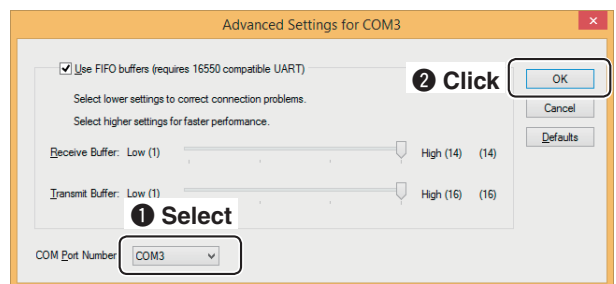 Advanced Settings for COM3
Use FIFO buffers (requires 16550 compatible UART)
❷ Click
OK
Select lower settings to correct connection problems.
Cancel
Select higher settings for faster performance.
Defaults
Receive Buffer: Low (1) High (14) (14)
Transmit Buffer: Low (1) High (16) (16)
❶ Select
COM Port Number COM3